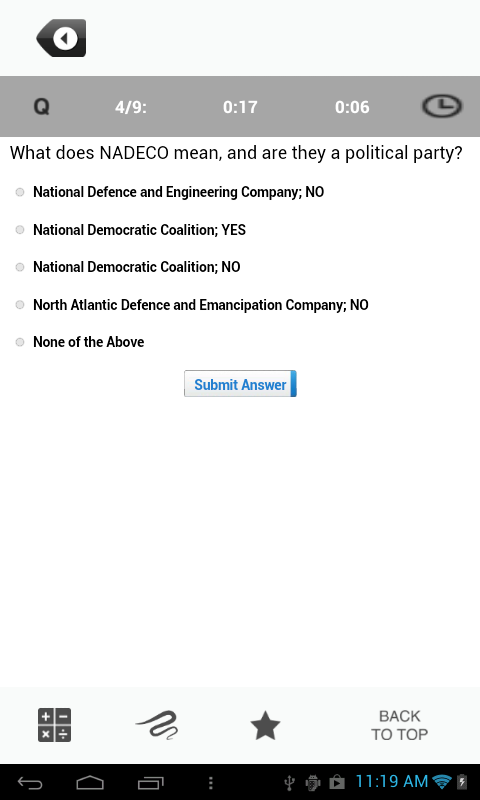 Q 4/9: 0:17 0:06
What does NADECO mean, and are they a political party?
National Defence and Engineering Company; NO
National Democratic Coalition; YES
National Democratic Coalition; NO
North Atlantic Defence and Emancipation Company; NO
None of the Above
Submit Answer
BACK
TO TOP
11:19 AM